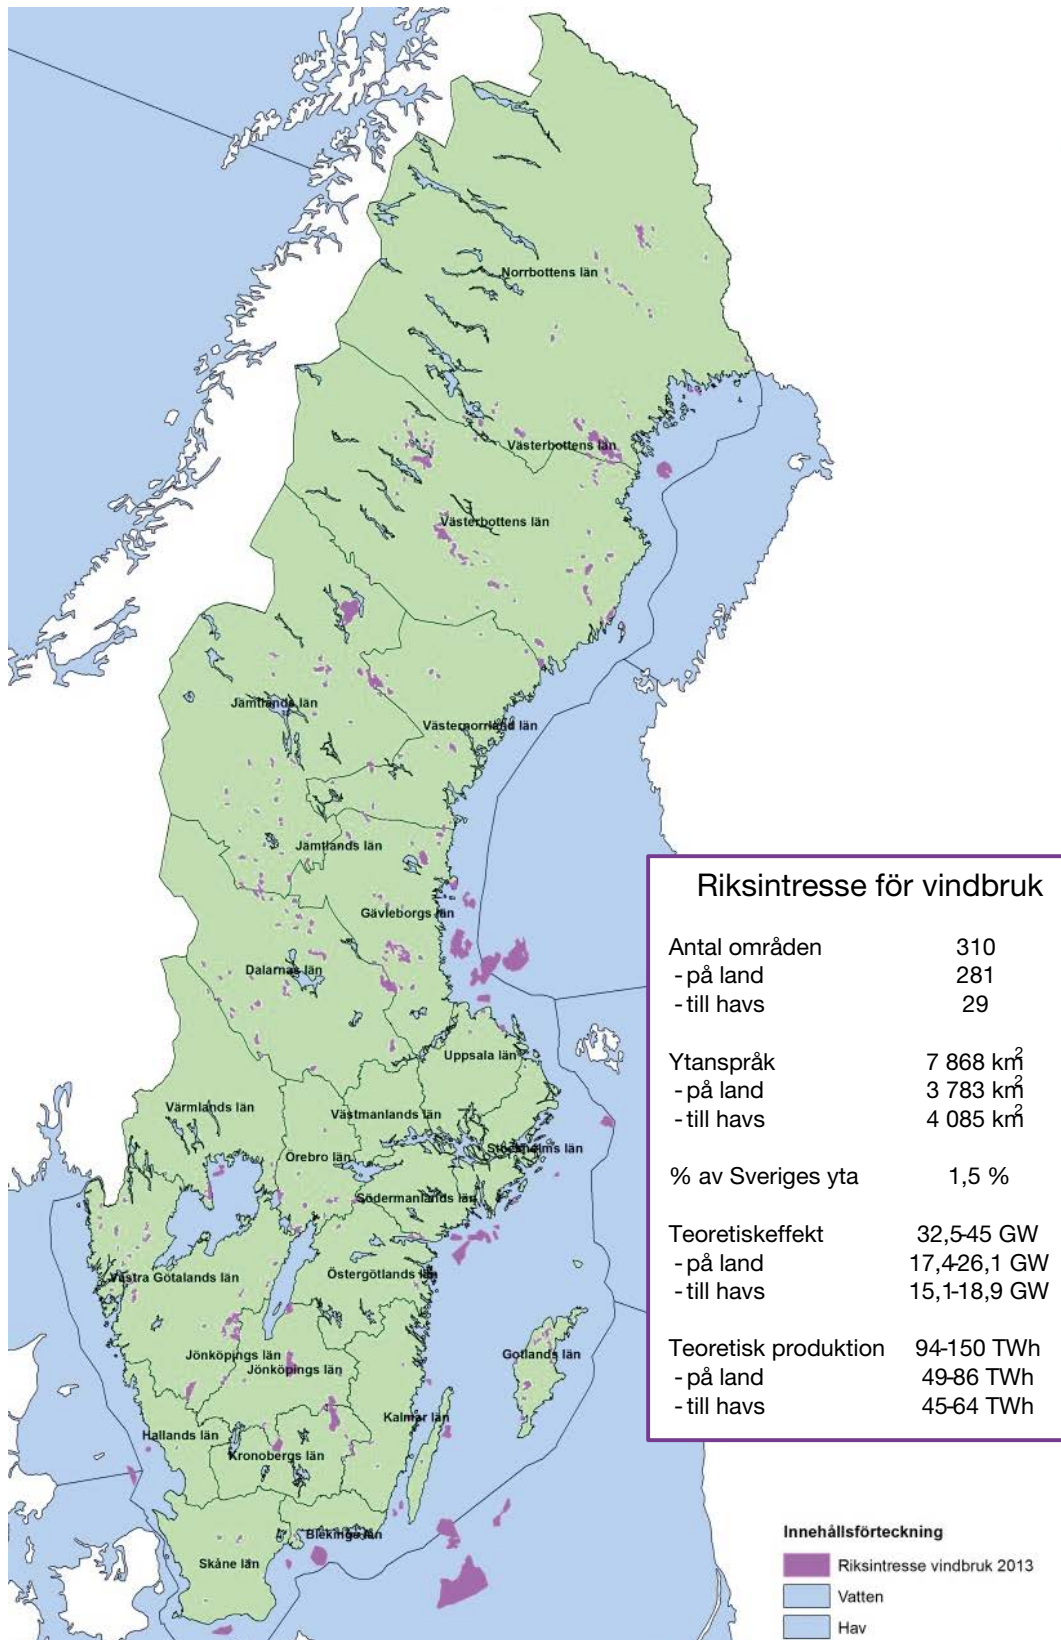 Norrbottens län
Västerbottens län
Västerbottens län
Jämtlands län
Västernorrland län
Jämtlands län
Gävleborgs län
Dalarnas län
Uppsala län
Värmlands län
Västmanlands län
Stockholms län
Örebro län
Södermanlands län
Västra Götalands län
Östergötlands län
Jönköpings län
Jönköpings län
Gotlands län
Kalmar län
Hallands län
Kronobergs län
Blekinge län
Skåne län
Riksintresse för vindbruk
Antal områden 310
- på land 281
- till havs 29
Ytanspråk 7 868 km²
- på land 3 783 km²
- till havs 4 085 km²
% av Sveriges yta 1,5 %
Teoretiskeffekt 32,5-45 GW
- på land 17,4-26,1 GW
- till havs 15,1-18,9 GW
Teoretisk produktion 94-150 TWh
- på land 49-86 TWh
- till havs 45-64 TWh
Innehållsförteckning
Riksintresse vindbruk 2013
Vatten
Hav